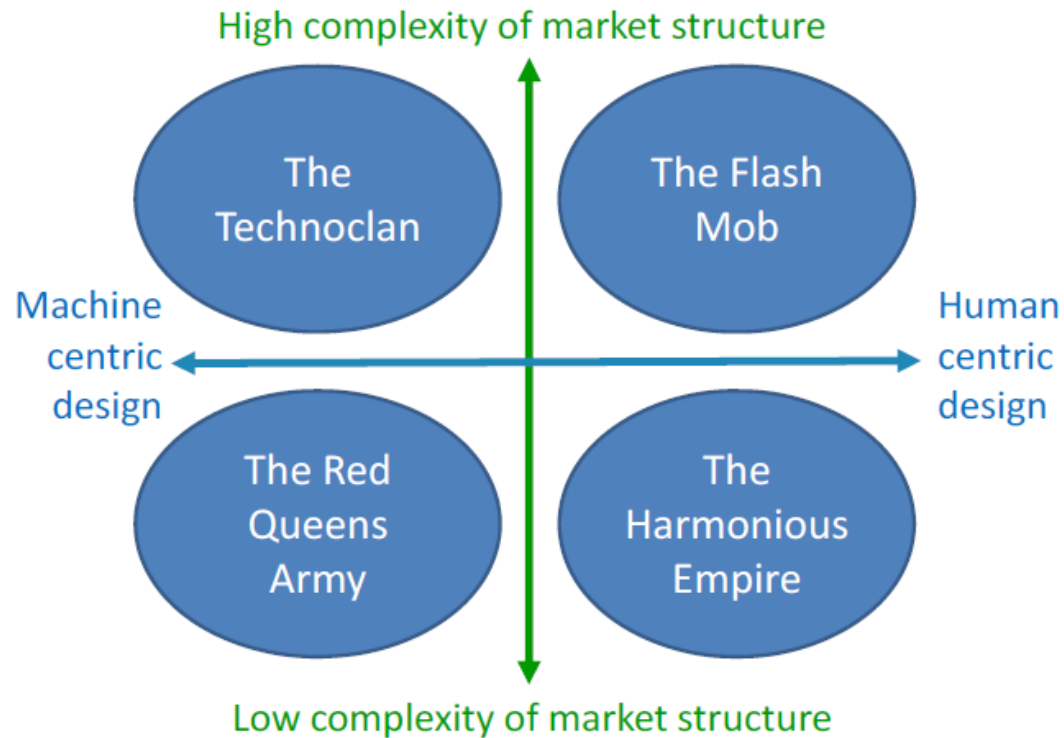 High complexity of market structure
The
Technoclan
The Flash
Mob
Machine
centric
design
Human
centric
design
The Red
Queens
Army
The
Harmonious
Empire
Low complexity of market structure